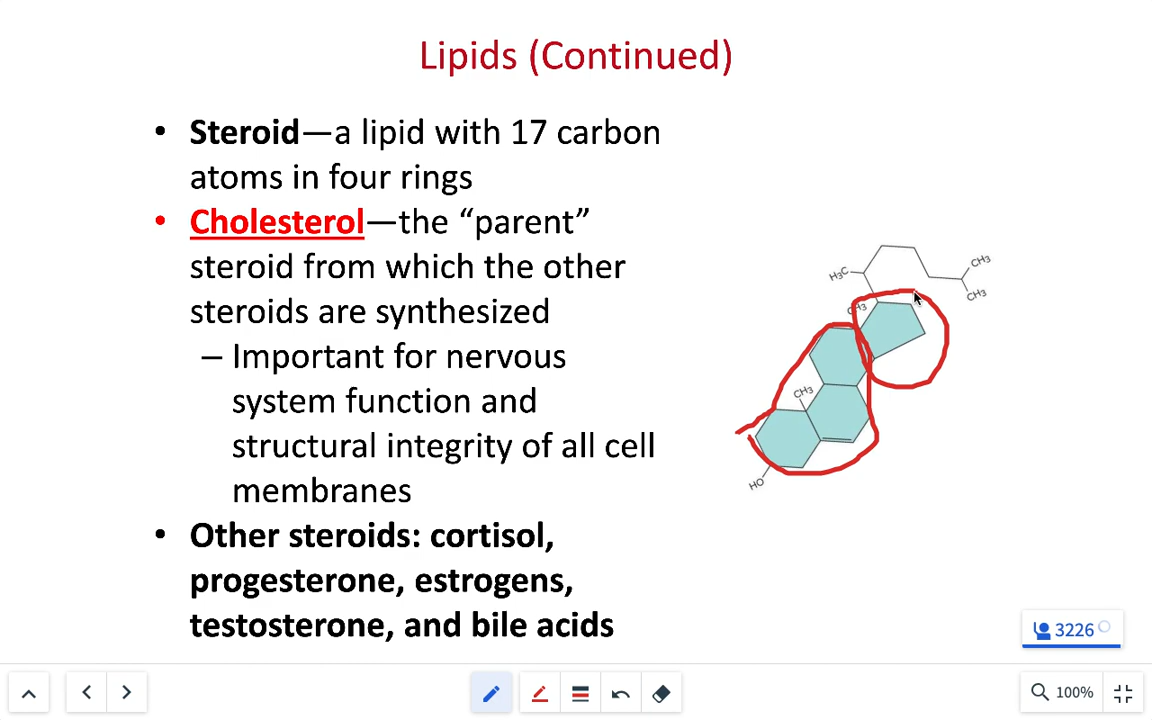 Lipids (Continued)
• Steroid—a lipid with 17 carbon
atoms in four rings
• Cholesterol—the “parent”
steroid from which the other
steroids are synthesized
– Important for nervous
system function and
structural integrity of all cell
membranes
• Other steroids: cortisol,
progesterone, estrogens,
testosterone, and bile acids
H₃C
CH₃
CH₃
CH₃
CH₃
HO
3226
100%